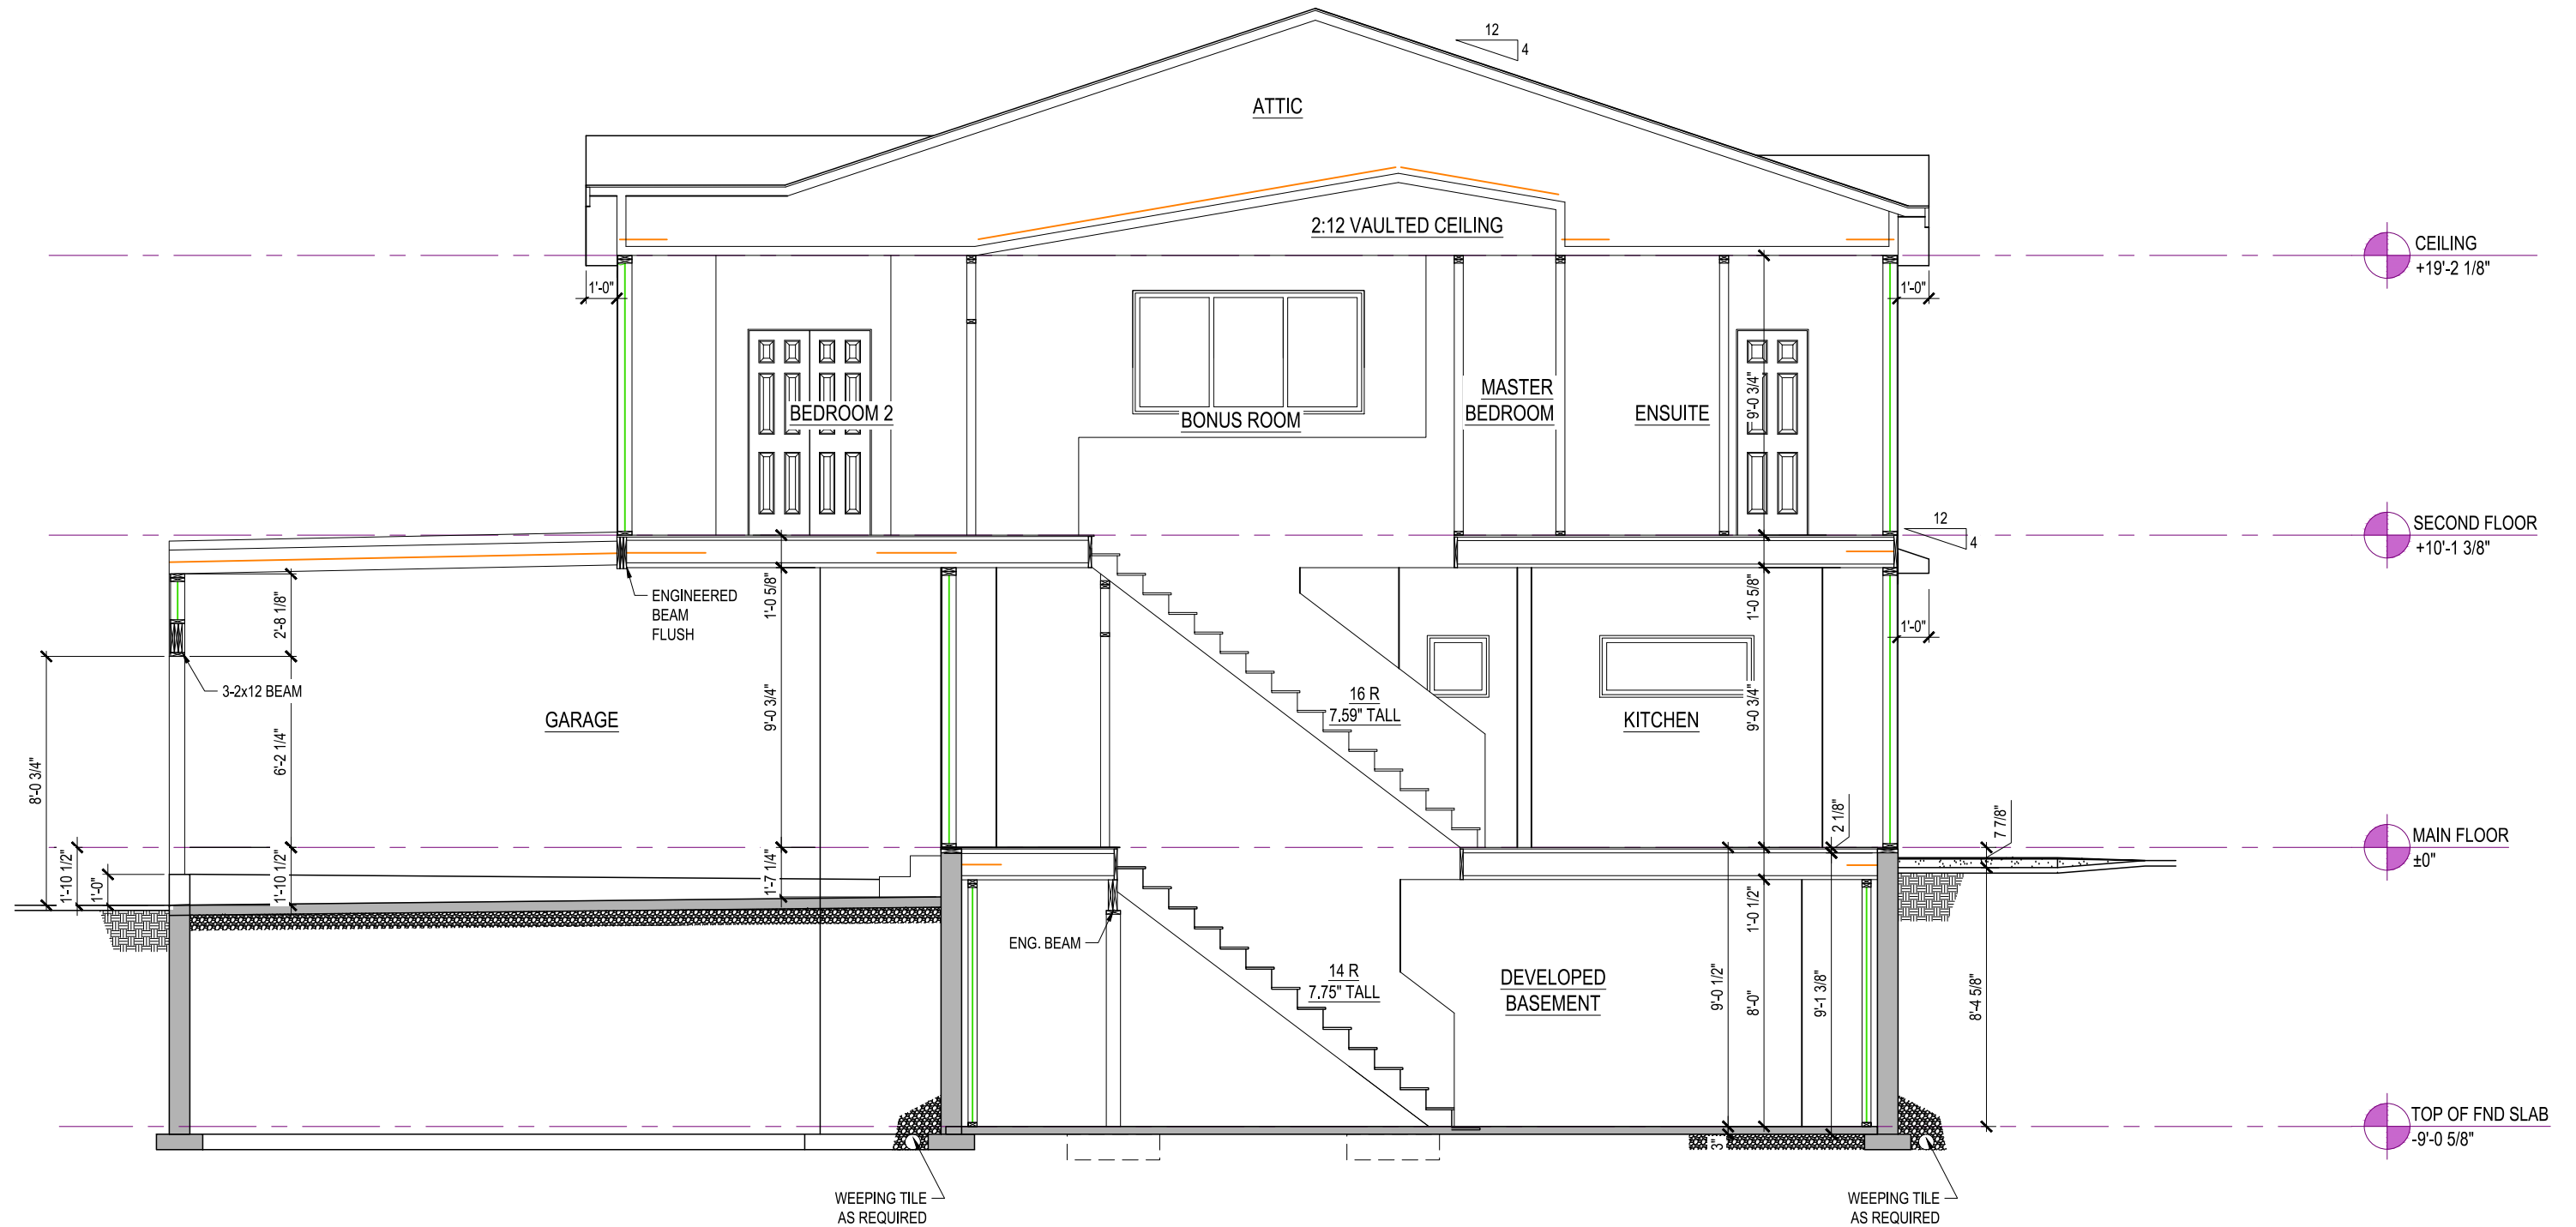 12
4
ATTIC
2:12 VAULTED CEILING
CEILING
+19'-2 1/8"
1'-0"
1'-0"
BEDROOM 2
BONUS ROOM
MASTER
BEDROOM
ENSUITE
9'-0 3/4"
12
4
SECOND FLOOR
+10'-1 3/8"
ENGINEERED
BEAM
FLUSH
2'-8 1/8"
1'-0 5/8"
1'-0 5/8"
1'-0"
3-2x12 BEAM
GARAGE
16 R
7.59" TALL
KITCHEN
8'-0 3/4"
6'-2 1/4"
9'-0 3/4"
9'-0 3/4"
2 1/8"
7 7/8"
MAIN FLOOR
±0"
1'-10 1/2"
1'-0"
1'-10 1/2"
1'-7 1/4"
1'-0 1/2"
ENG. BEAM
14 R
7.75" TALL
DEVELOPED
BASEMENT
9'-0 1/2"
8'-0"
9'-1 3/8"
8'-4 5/8"
TOP OF FND SLAB
-9'-0 5/8"
3"
WEEPING TILE
AS REQUIRED
WEEPING TILE
AS REQUIRED